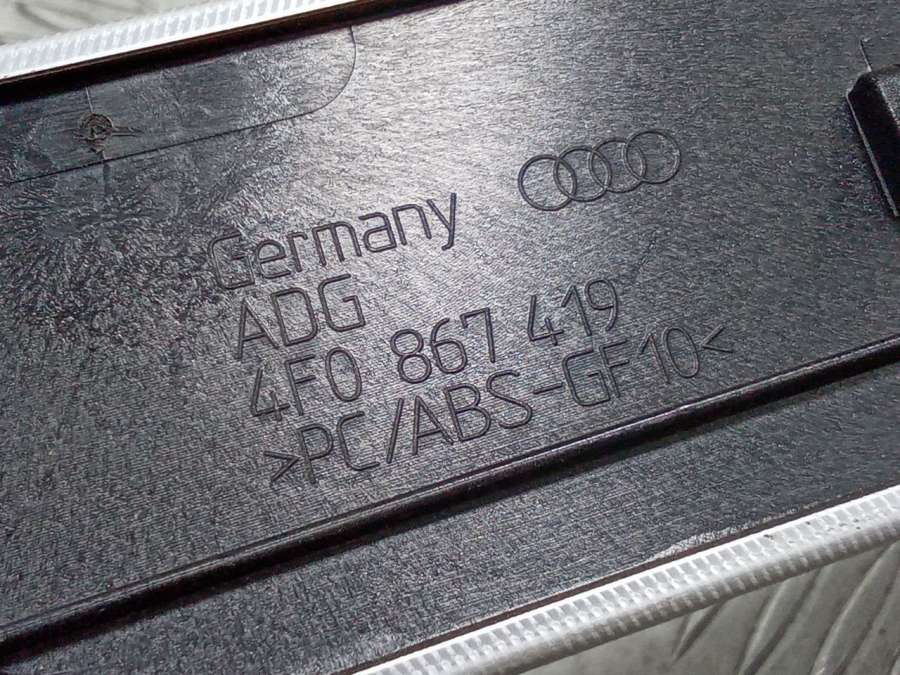 Germany
ADG
4F0 867 419
>PC/ABS-GF10<